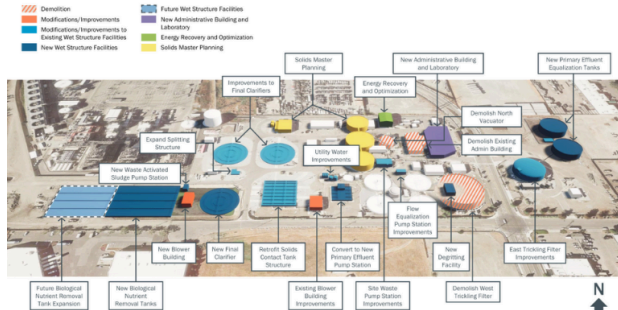 Demolition
Modifications/Improvements
Modifications/Improvements to
Existing Wet Structure Facilities
New Wet Structure Facilities
Future Wet Structure Facilities
New Administrative Building and
Laboratory
Energy Recovery and Optimization
Solids Master Planning
Improvements to
Final Clarifiers
Solids Master
Planning
Energy Recovery
and Optimization
New Administrative Building
and Laboratory
New Primary Effluent
Equalization Tanks
Expand Splitting
Structure
Utility Water
Improvements
Demolish North
Vacuator
Demolish Existing
Admin Building
New Waste Activated
Sludge Pump Station
New Blower
Building
New Final
Clarifier
Retrofit Solids
Contact Tank
Structure
Convert to New
Primary Effluent
Pump Station
Flow
Equalization
Pump Station
Improvements
New
Degritting
Facility
East Trickling Filter
Improvements
Future Biological
Nutrient Removal
Tank Expansion
New Biological
Nutrient
Removal Tanks
Existing Blower
Building
Improvements
Site Waste
Pump Station
Improvements
Demolish West
Trickling Filter
N